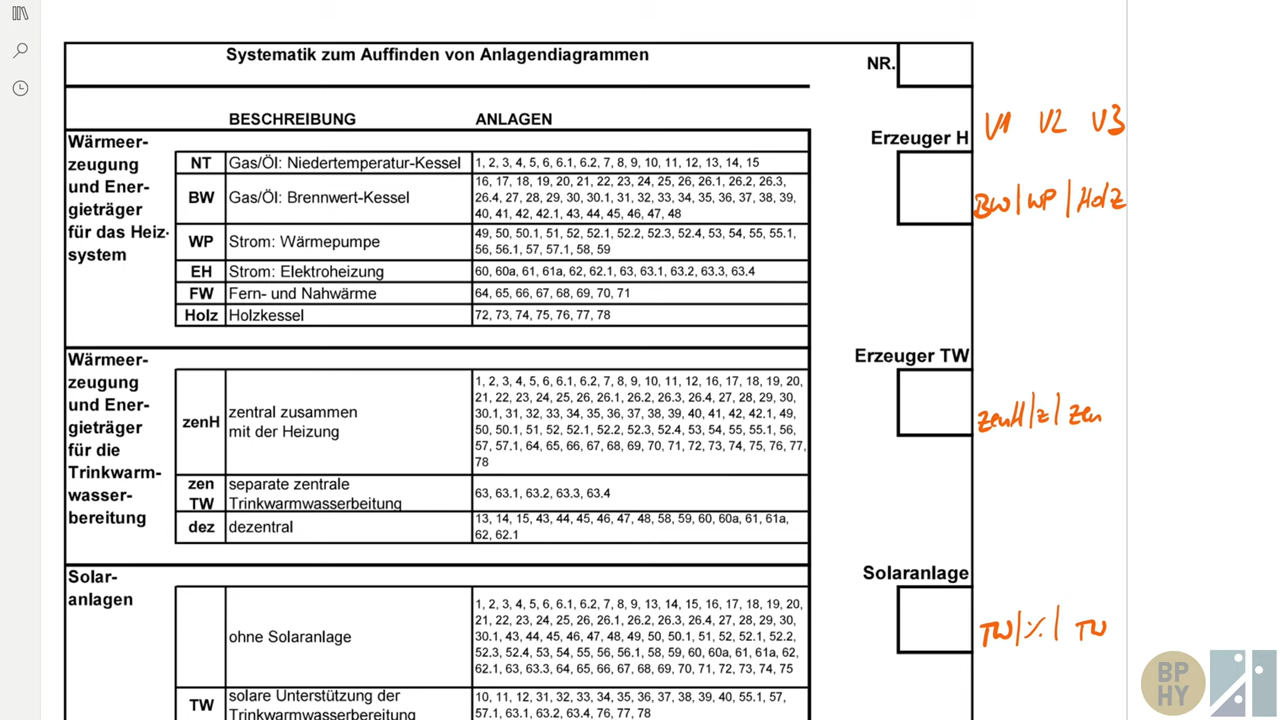 Systematik zum Auffinden von Anlagendiagrammen
NR.
BESCHREIBUNG ANLAGEN
V1 V2 V3
Wärmeer-
zeugung
und Ener-
gieträger
für das Heiz-
system
Erzeuger H
NT Gas/Öl: Niedertemperatur-Kessel 1, 2, 3, 4, 5, 6, 6.1, 6.2, 7, 8, 9, 10, 11, 12, 13, 14, 15
BW Gas/Öl: Brennwert-Kessel
16, 17, 18, 19, 20, 21, 22, 23, 24, 25, 26, 26.1, 26.2, 26.3,
26.4, 27, 28, 29, 30, 30.1, 31, 32, 33, 34, 35, 36, 37, 38, 39,
40, 41, 42, 42.1, 43, 44, 45, 46, 47, 48
BW | WP | Holz
WP Strom: Wärmepumpe
49, 50, 50.1, 51, 52, 52.1, 52.2, 52.3, 52.4, 53, 54, 55, 55.1,
56, 56.1, 57, 57.1, 58, 59
EH Strom: Elektroheizung 60, 60a, 61, 61a, 62, 62.1, 63, 63.1, 63.2, 63.3, 63.4
FW Fern- und Nahwärme 64, 65, 66, 67, 68, 69, 70, 71
Holz Holzkessel 72, 73, 74, 75, 76, 77, 78
Wärmeer-
zeugung
und Ener-
gieträger
für die
Trinkwarm-
wasser-
bereitung
Erzeuger TW
zenH
zentral zusammen
mit der Heizung
1, 2, 3, 4, 5, 6, 6.1, 6.2, 7, 8, 9, 10, 11, 12, 16, 17, 18, 19, 20,
21, 22, 23, 24, 25, 26, 26.1, 26.2, 26.3, 26.4, 27, 28, 29, 30,
30.1, 31, 32, 33, 34, 35, 36, 37, 38, 39, 40, 41, 42, 42.1, 49,
50, 50.1, 51, 52, 52.1, 52.2, 52.3, 52.4, 53, 54, 55, 55.1, 56,
57, 57.1, 64, 65, 66, 67, 68, 69, 70, 71, 72, 73, 74, 75, 76, 77,
78
zenH | z | zen
zen
TW
separate zentrale
Trinkwarmwasserbeitung
63, 63.1, 63.2, 63.3, 63.4
dez dezentral
13, 14, 15, 43, 44, 45, 46, 47, 48, 58, 59, 60, 60a, 61, 61a,
62, 62.1
Solar-
anlagen
Solaranlage
ohne Solaranlage
1, 2, 3, 4, 5, 6, 6.1, 6.2, 7, 8, 9, 13, 14, 15, 16, 17, 18, 19, 20,
21, 22, 23, 24, 25, 26, 26.1, 26.2, 26.3, 26.4, 27, 28, 29, 30,
30.1, 43, 44, 45, 46, 47, 48, 49, 50, 50.1, 51, 52, 52.1, 52.2,
52.3, 52.4, 53, 54, 55, 56, 56.1, 58, 59, 60, 60a, 61, 61a, 62,
62.1, 63, 63.3, 64, 65, 66, 67, 68, 69, 70, 71, 72, 73, 74, 75
TW | ⁒ | TW
TW
solare Unterstützung der
Trinkwarmwasserbereitung
10, 11, 12, 31, 32, 33, 34, 35, 36, 37, 38, 39, 40, 55.1, 57,
57.1, 63.1, 63.2, 63.4, 76, 77, 78
BP
HY